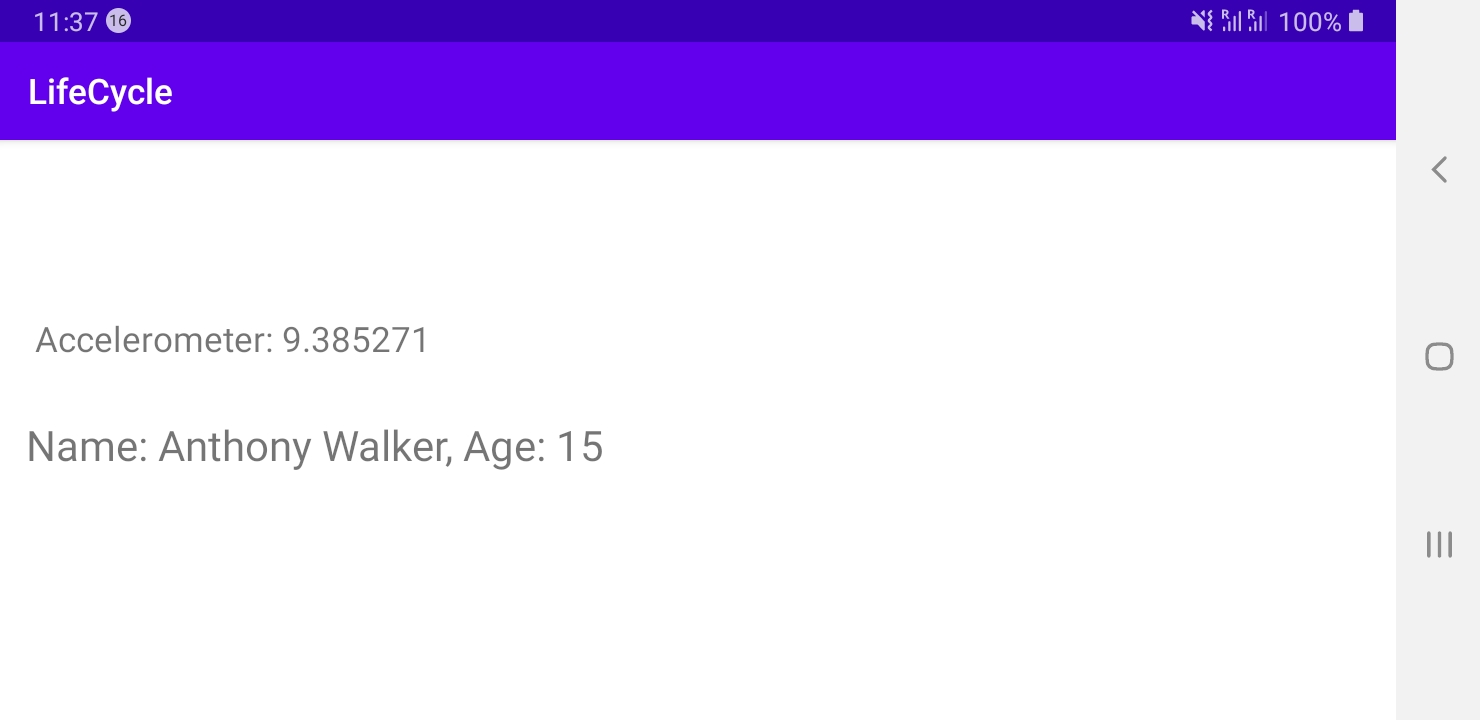 11:37 16 R R 100%
LifeCycle
Accelerometer: 9.385271
Name: Anthony Walker, Age: 15